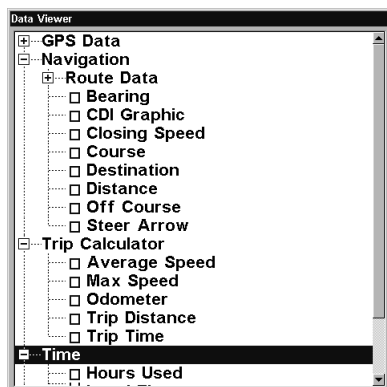 Data Viewer
GPS Data
Navigation
Route Data
Bearing
CDI Graphic
Closing Speed
Course
Destination
Distance
Off Course
Steer Arrow
Trip Calculator
Average Speed
Max Speed
Odometer
Trip Distance
Trip Time
Time
Hours Used